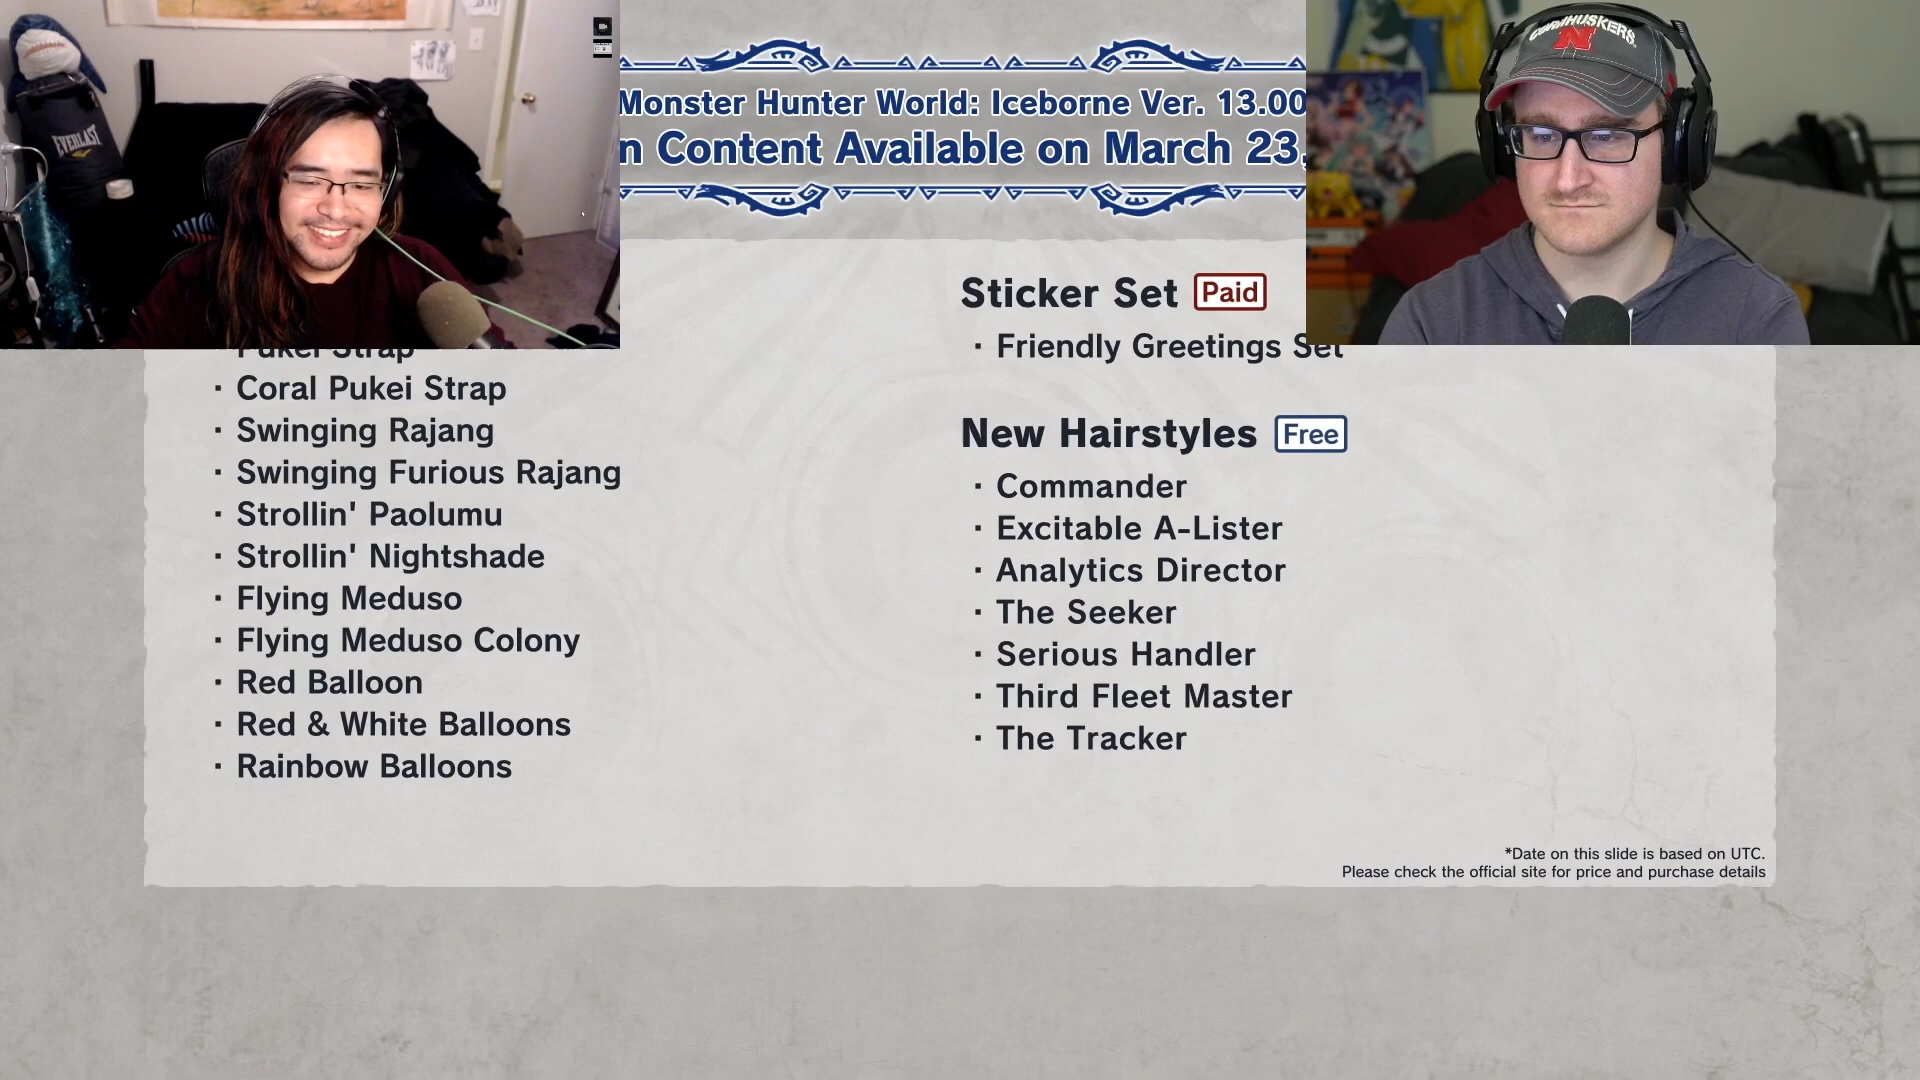 EVERLAST
CORNHUSKERS
N
Monster Hunter World: Iceborne Ver. 13.00
n Content Available on March 23,
Pukei Strap
· Coral Pukei Strap
· Swinging Rajang
· Swinging Furious Rajang
· Strollin' Paolumu
· Strollin' Nightshade
· Flying Meduso
· Flying Meduso Colony
· Red Balloon
· Red & White Balloons
· Rainbow Balloons
Sticker Set Paid
· Friendly Greetings Set
New Hairstyles Free
· Commander
· Excitable A-Lister
· Analytics Director
· The Seeker
· Serious Handler
· Third Fleet Master
· The Tracker
*Date on this slide is based on UTC.
Please check the official site for price and purchase details